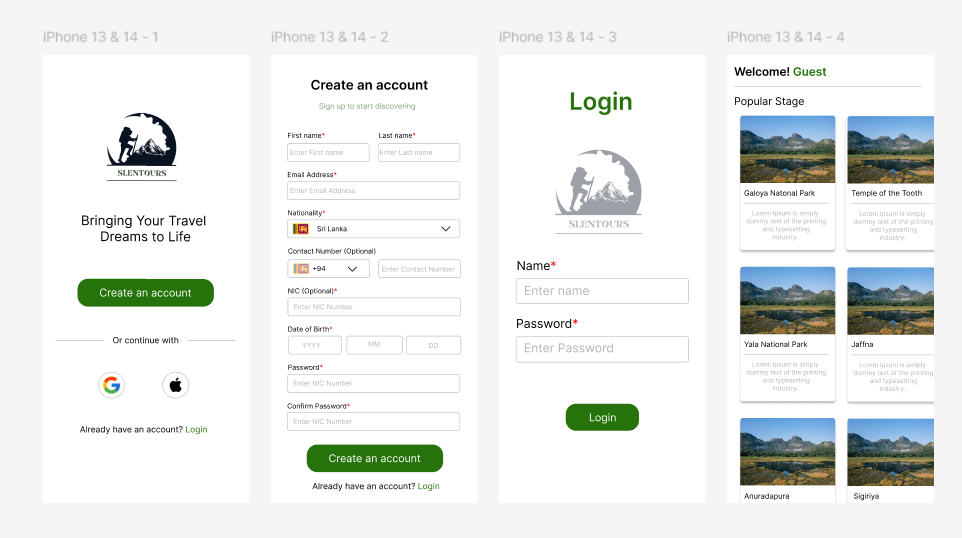 iPhone 13 & 14 - 1
SLENTOURS
Bringing Your Travel
Dreams to Life
Create an account
Or continue with
Already have an account? Login
iPhone 13 & 14 - 2
Create an account
Sign up to start discovering
First name* Last name*
Enter First name Enter Last name
Email Address*
Enter Email Address
Nationality*
Sri Lanka
Contact Number (Optional)
+94 Enter Contact Number
NIC (Optional)*
Enter NIC Number
Date of Birth*
YYYY MM DD
Password*
Enter NIC Number
Confirm Password*
Enter NIC Number
Create an account
Already have an account? Login
iPhone 13 & 14 - 3
Login
SLENTOURS
Name*
Enter name
Password*
Enter Password
Login
iPhone 13 & 14 - 4
Welcome! Guest
Popular Stage
Galoya Natonal Park
Lorem Ipsum is simply
dummy text of the printing
and typesetting
industry.
Temple of the Tooth
Lorem Ipsum is simply
dummy text of the printing
and typesetting
industry.
Yala National Park
Lorem Ipsum is simply
dummy text of the printing
and typesetting
industry.
Jaffna
Lorem Ipsum is simply
dummy text of the printing
and typesetting
industry.
Anuradapura
Sigiriya